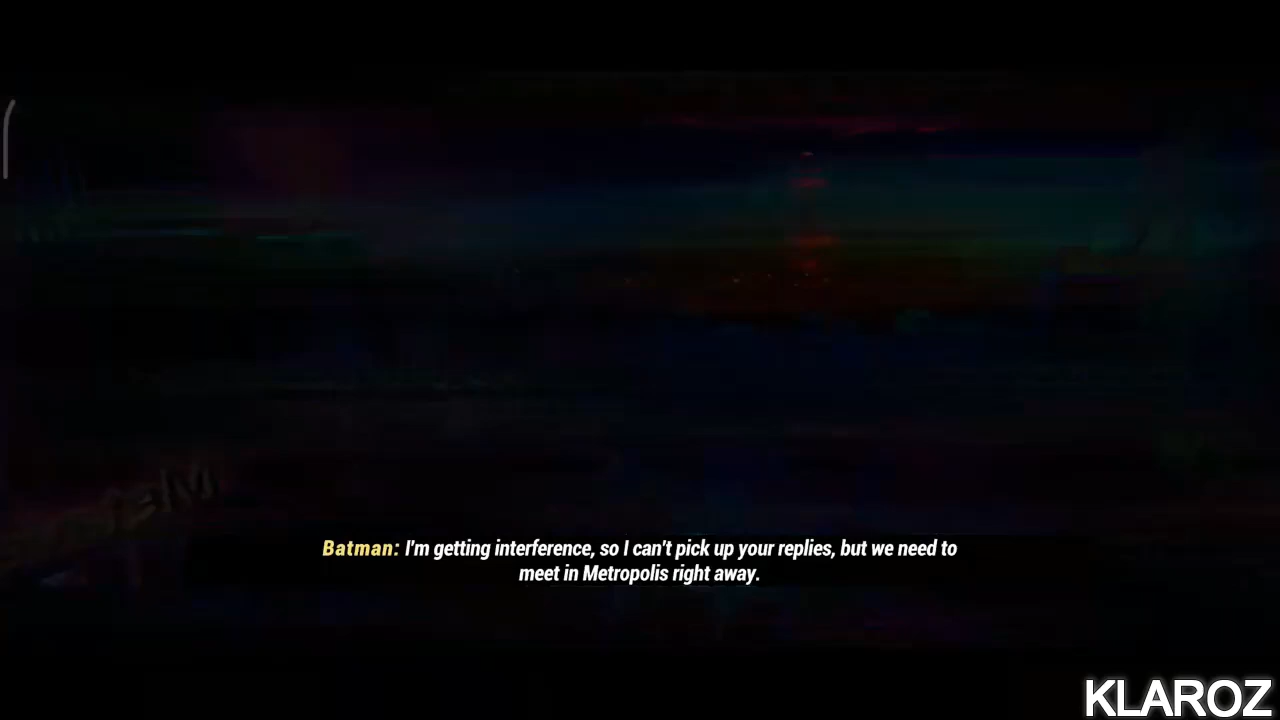 Batman: I'm getting interference, so I can't pick up your replies, but we need to
meet in Metropolis right away.
KLAROZ